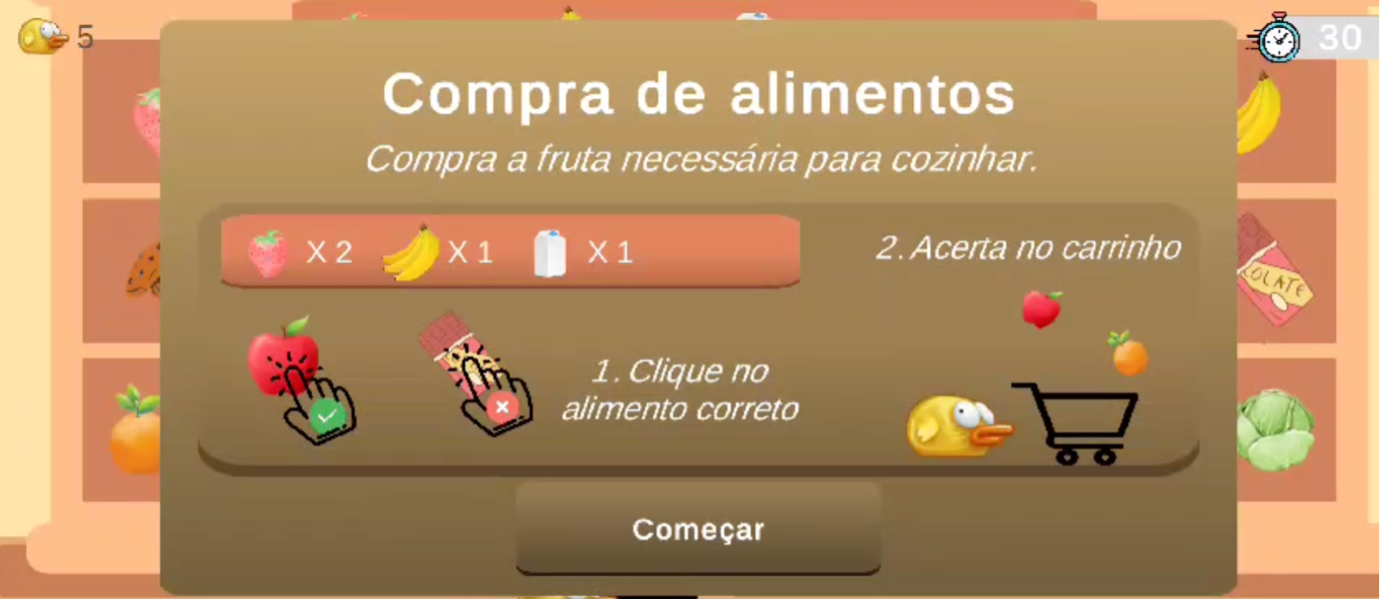 5
30
Compra de alimentos
Compra a fruta necessária para cozinhar.
X 2 X 1 X 1
2. Acerta no carrinho
1. Clique no
alimento correto
OLATE
Começar